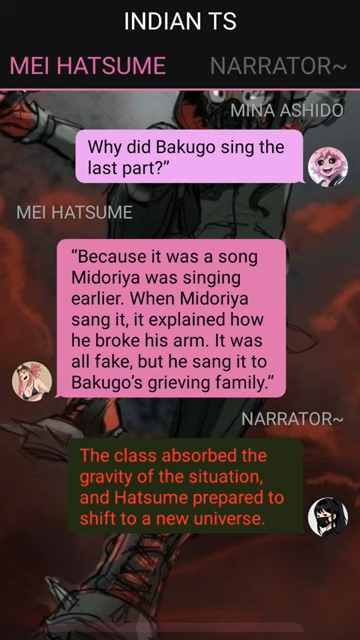 INDIAN TS
MEI HATSUME NARRATOR~
MINA ASHIDO
Why did Bakugo sing the
last part?”
MEI HATSUME
“Because it was a song
Midoriya was singing
earlier. When Midoriya
sang it, it explained how
he broke his arm. It was
all fake, but he sang it to
Bakugo’s grieving family.”
NARRATOR~
The class absorbed the
gravity of the situation,
and Hatsume prepared to
shift to a new universe.